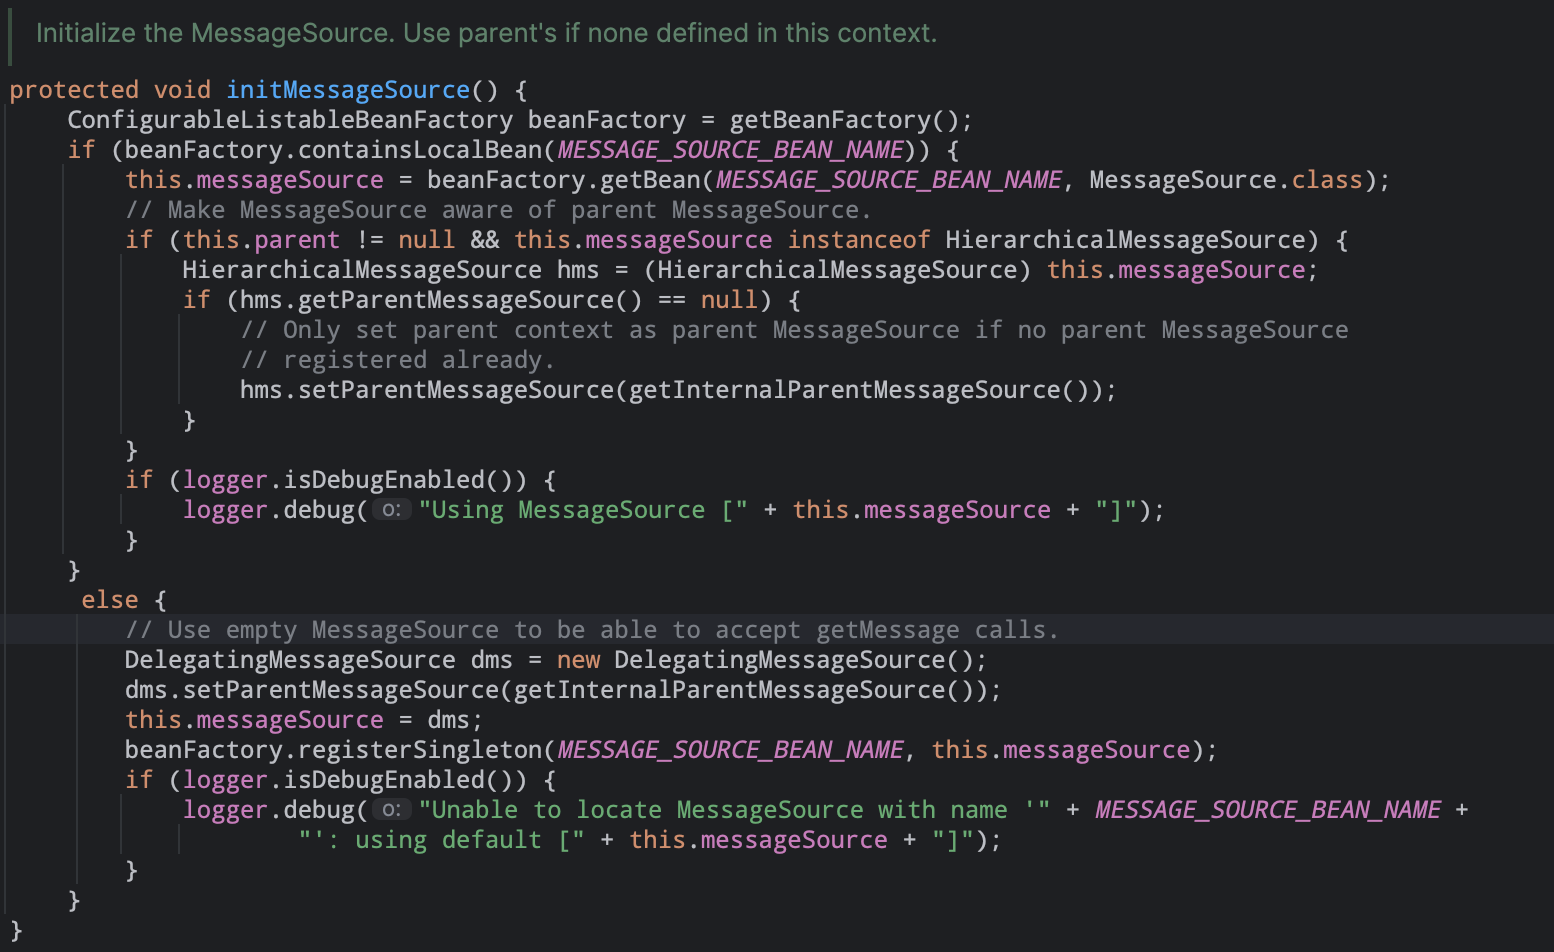 Initialize the MessageSource. Use parent's if none defined in this context.
protected void initMessageSource() {
    ConfigurableListableBeanFactory beanFactory = getBeanFactory();
    if (beanFactory.containsLocalBean(MESSAGE_SOURCE_BEAN_NAME)) {
        this.messageSource = beanFactory.getBean(MESSAGE_SOURCE_BEAN_NAME, MessageSource.class);
        // Make MessageSource aware of parent MessageSource.
        if (this.parent != null && this.messageSource instanceof HierarchicalMessageSource) {
            HierarchicalMessageSource hms = (HierarchicalMessageSource) this.messageSource;
            if (hms.getParentMessageSource() == null) {
                // Only set parent context as parent MessageSource if no parent MessageSource
                // registered already.
                hms.setParentMessageSource(getInternalParentMessageSource());
            }
        }
        if (logger.isDebugEnabled()) {
            logger.debug( o: "Using MessageSource [" + this.messageSource + "]");
        }
    }
     else {
        // Use empty MessageSource to be able to accept getMessage calls.
        DelegatingMessageSource dms = new DelegatingMessageSource();
        dms.setParentMessageSource(getInternalParentMessageSource());
        this.messageSource = dms;
        beanFactory.registerSingleton(MESSAGE_SOURCE_BEAN_NAME, this.messageSource);
        if (logger.isDebugEnabled()) {
            logger.debug( o: "Unable to locate MessageSource with name '" + MESSAGE_SOURCE_BEAN_NAME +
                    "': using default [" + this.messageSource + "]");
        }
    }
}